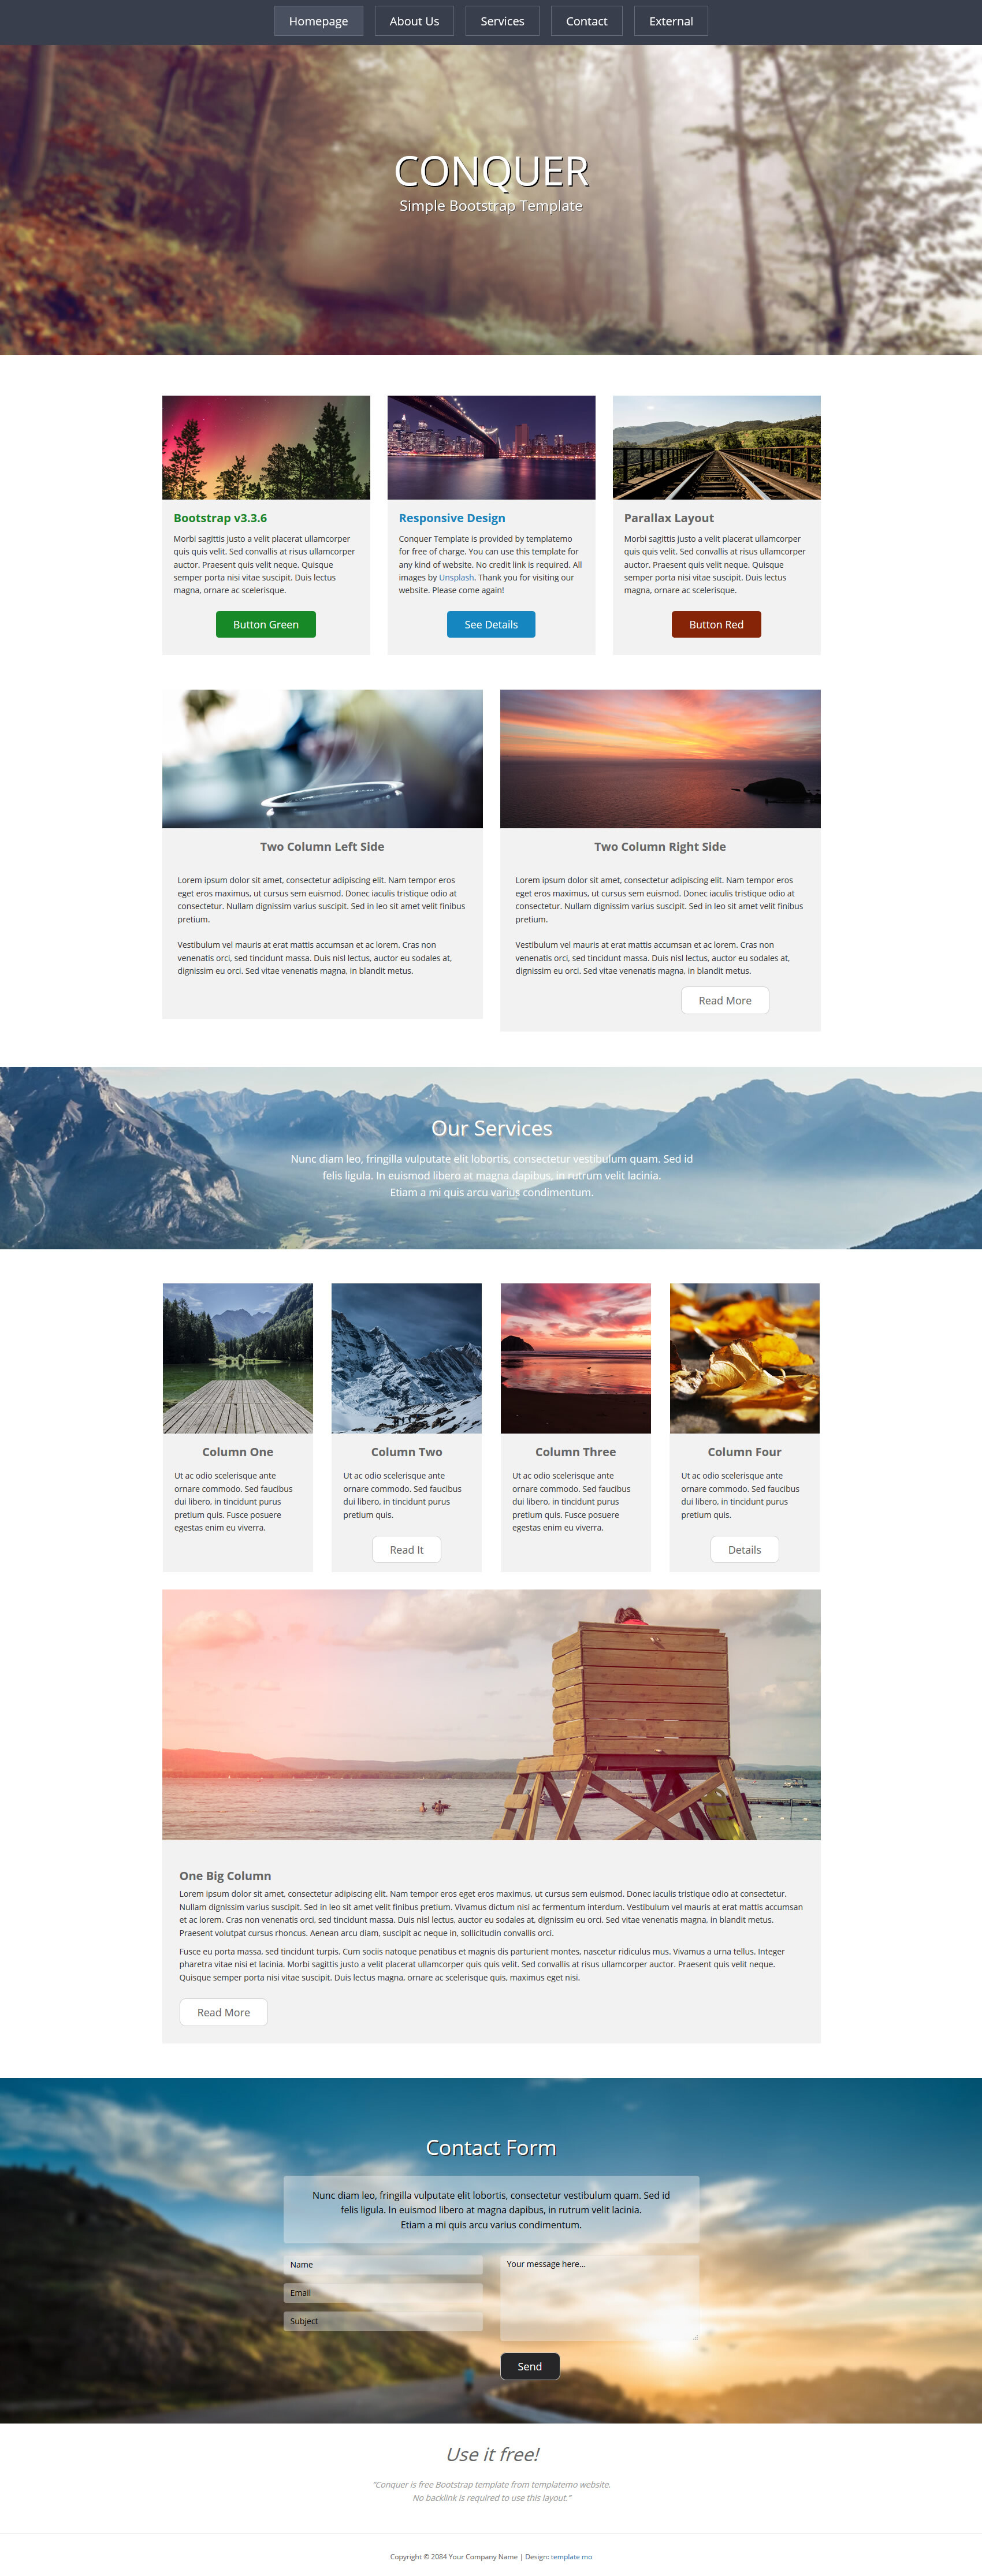 Homepage
About Us
Services
Contact
External
CONQUER
Simple Bootstrap Template
Bootstrap v3.3.6
Morbi sagittis justo a velit placerat ullamcorper
quis quis velit. Sed convallis at risus ullamcorper
auctor. Praesent quis velit neque. Quisque
semper porta nisi vitae suscipit. Duis lectus
magna, ornare ac scelerisque.
Button Green
Responsive Design
Conquer Template is provided by templatemo
for free of charge. You can use this template for
any kind of website. No credit link is required. All
images by Unsplash. Thank you for visiting our
website. Please come again!
See Details
Parallax Layout
Morbi sagittis justo a velit placerat ullamcorper
quis quis velit. Sed convallis at risus ullamcorper
auctor. Praesent quis velit neque. Quisque
semper porta nisi vitae suscipit. Duis lectus
magna, ornare ac scelerisque.
Button Red
Two Column Left Side
Lorem ipsum dolor sit amet, consectetur adipiscing elit. Nam tempor eros
eget eros maximus, ut cursus sem euismod. Donec iaculis tristique odio at
consectetur. Nullam dignissim varius suscipit. Sed in leo sit amet velit finibus
pretium.
Vestibulum vel mauris at erat mattis accumsan et ac lorem. Cras non
venenatis orci, sed tincidunt massa. Duis nisl lectus, auctor eu sodales at,
dignissim eu orci. Sed vitae venenatis magna, in blandit metus.
Two Column Right Side
Lorem ipsum dolor sit amet, consectetur adipiscing elit. Nam tempor eros
eget eros maximus, ut cursus sem euismod. Donec iaculis tristique odio at
consectetur. Nullam dignissim varius suscipit. Sed in leo sit amet velit finibus
pretium.
Vestibulum vel mauris at erat mattis accumsan et ac lorem. Cras non
venenatis orci, sed tincidunt massa. Duis nisl lectus, auctor eu sodales at,
dignissim eu orci. Sed vitae venenatis magna, in blandit metus.
Read More
Our Services
Nunc diam leo, fringilla vulputate elit lobortis, consectetur vestibulum quam. Sed id
felis ligula. In euismod libero at magna dapibus, in rutrum velit lacinia.
Etiam a mi quis arcu varius condimentum.
Column One
Ut ac odio scelerisque ante
ornare commodo. Sed faucibus
dui libero, in tincidunt purus
pretium quis. Fusce posuere
egestas enim eu viverra.
Column Two
Ut ac odio scelerisque ante
ornare commodo. Sed faucibus
dui libero, in tincidunt purus
pretium quis.
Read It
Column Three
Ut ac odio scelerisque ante
ornare commodo. Sed faucibus
dui libero, in tincidunt purus
pretium quis. Fusce posuere
egestas enim eu viverra.
Column Four
Ut ac odio scelerisque ante
ornare commodo. Sed faucibus
dui libero, in tincidunt purus
pretium quis.
Details
One Big Column
Lorem ipsum dolor sit amet, consectetur adipiscing elit. Nam tempor eros eget eros maximus, ut cursus sem euismod. Donec iaculis tristique odio at consectetur.
Nullam dignissim varius suscipit. Sed in leo sit amet velit finibus pretium. Vivamus dictum nisi ac fermentum interdum. Vestibulum vel mauris at erat mattis accumsan
et ac lorem. Cras non venenatis orci, sed tincidunt massa. Duis nisl lectus, auctor eu sodales at, dignissim eu orci. Sed vitae venenatis magna, in blandit metus.
Praesent volutpat cursus rhoncus. Aenean arcu diam, suscipit ac neque in, sollicitudin convallis orci.
Fusce eu porta massa, sed tincidunt turpis. Cum sociis natoque penatibus et magnis dis parturient montes, nascetur ridiculus mus. Vivamus a urna tellus. Integer
pharetra vitae nisi et lacinia. Morbi sagittis justo a velit placerat ullamcorper quis quis velit. Sed convallis at risus ullamcorper auctor. Praesent quis velit neque.
Quisque semper porta nisi vitae suscipit. Duis lectus magna, ornare ac scelerisque quis, maximus eget nisi.
Read More
Contact Form
Nunc diam leo, fringilla vulputate elit lobortis, consectetur vestibulum quam. Sed id
felis ligula. In euismod libero at magna dapibus, in rutrum velit lacinia.
Etiam a mi quis arcu varius condimentum.
Name
Email
Subject
Your message here...
Send
Use it free!
"Conquer is free Bootstrap template from templatemo website.
No backlink is required to use this layout."
Copyright © 2084 Your Company Name | Design: template mo